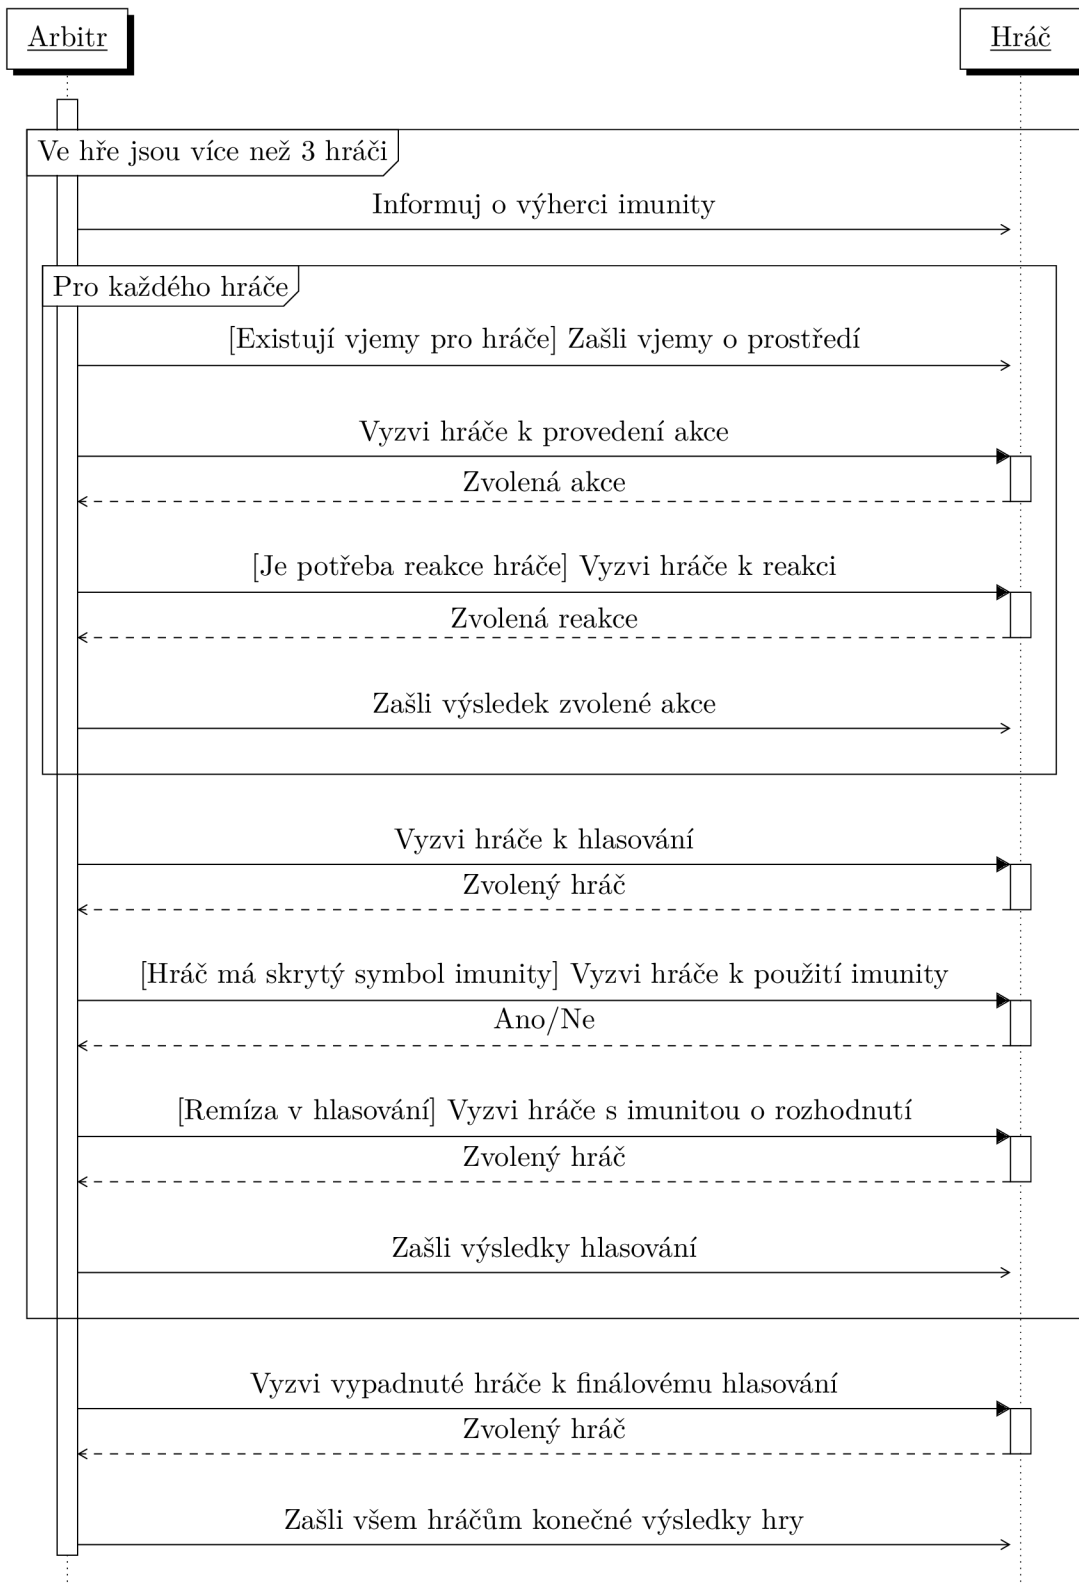 Arbitr
Hráč
Ve hře jsou více než 3 hráči
Informuj o výherci imunity
Pro každého hráče
[Existují vjemy pro hráče] Zašli vjemy o prostředí
Vyzvi hráče k provedení akce
Zvolená akce
[Je potřeba reakce hráče] Vyzvi hráče k reakci
Zvolená reakce
Zašli výsledek zvolené akce
Vyzvi hráče k hlasování
Zvolený hráč
[Hráč má skrytý symbol imunity] Vyzvi hráče k použití imunity
Ano/Ne
[Remíza v hlasování] Vyzvi hráče s imunitou o rozhodnutí
Zvolený hráč
Zašli výsledky hlasování
Vyzvi vypadnuté hráče k finálovému hlasování
Zvolený hráč
Zašli všem hráčům konečné výsledky hry